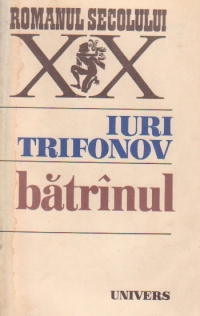 ROMANUL SECOLULUI
XX
IURI
TRIFONOV
bătrînul
UNIVERS